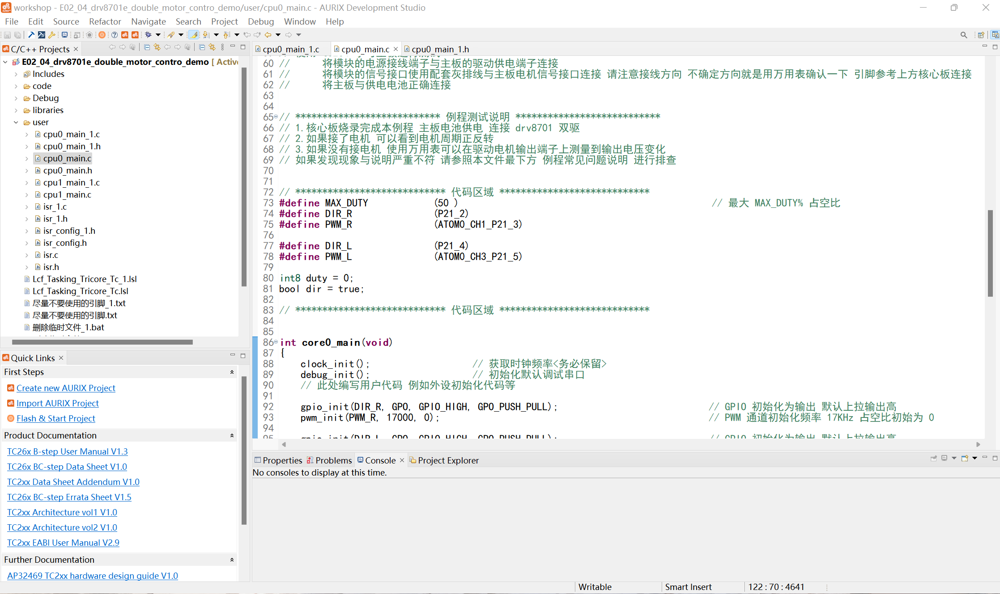 workshop - E02_04_drv8701e_double_motor_contro_demo/user/cpu0_main.c - AURIX Development Studio
File Edit Source Refactor Navigate Search Project Debug Window Help
C/C++ Projects
E02_04_drv8701e_double_motor_contro_demo [ Active
Includes
code
Debug
libraries
user
cpu0_main_1.c
cpu0_main_1.h
cpu0_main.c
cpu0_main.h
cpu1_main_1.c
cpu1_main.c
isr_1.c
isr_1.h
isr_config_1.h
isr_config.h
isr.c
isr.h
Lcf_Tasking_Tricore_Tc_1.lsl
Lcf_Tasking_Tricore_Tc.lsl
尽量不要使用的引脚_1.txt
尽量不要使用的引脚.txt
删除临时文件_1.bat
Quick Links
First Steps
Create new AURIX Project
Import AURIX Project
Flash & Start Project
Product Documentation
TC26x B-step User Manual V1.3
TC26x BC-step Data Sheet V1.0
TC2xx Data Sheet Addendum V1.0
TC26x BC-step Errata Sheet V1.5
TC2xx Architecture vol1 V1.0
TC2xx Architecture vol2 V1.0
TC2xx EABI User Manual V2.9
Further Documentation
AP32469 TC2xx hardware design guide V1.0
cpu0_main_1.c cpu0_main.c cpu0_main_1.h
60 // 将模块的电源接线端子与主板的驱动供电端子连接
61 // 将模块的信号接口使用配套灰排线与主板电机信号接口连接 请注意接线方向 不确定方向就是用万用表确认一下 引脚参考上方核心板连接
62 // 将主板与供电电池正确连接
63
64
65 // *************************** 例程测试说明 ***************************
66 // 1.核心板烧录完成本例程 主板电池供电 连接 drv8701 双驱
67 // 2.如果接了电机 可以看到电机周期正反转
68 // 3.如果没有接电机 使用万用表可以在驱动电机输出端子上测量到输出电压变化
69 // 如果发现现象与说明严重不符 请参照本文件最下方 例程常见问题说明 进行排查
70
71
72 // **************************** 代码区域 ****************************
73 #define MAX_DUTY (50 ) // 最大 MAX_DUTY% 占空比
74 #define DIR_R (P21_2)
75 #define PWM_R (ATOM0_CH1_P21_3)
76
77 #define DIR_L (P21_4)
78 #define PWM_L (ATOM0_CH3_P21_5)
79
80 int8 duty = 0;
81 bool dir = true;
82
83 // **************************** 代码区域 ****************************
84
85
86 int core0_main(void)
87 {
88 clock_init(); // 获取时钟频率<务必保留>
89 debug_init(); // 初始化默认调试串口
90 // 此处编写用户代码 例如外设初始化代码等
91
92 gpio_init(DIR_R, GPO, GPIO_HIGH, GPO_PUSH_PULL); // GPIO 初始化为输出 默认上拉输出高
93 pwm_init(PWM_R, 17000, 0); // PWM 通道初始化频率 17KHz 占空比初始为 0
94
95 gpio_init(DIR_L, GPO, GPIO_HIGH, GPO_PUSH_PULL); // GPIO 初始化为输出 默认上拉输出高
Properties Problems Console Project Explorer
No consoles to display at this time.
Writable Smart Insert 122 : 70 : 4641